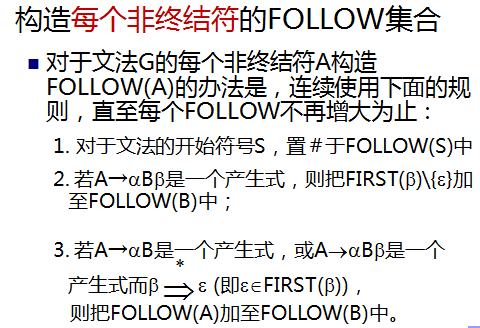 构造每个非终结符的FOLLOW集合
■ 对于文法G的每个非终结符A构造
FOLLOW(A)的办法是，连续使用下面的规
则，直至每个FOLLOW不再增大为止：
1. 对于文法的开始符号S，置＃于FOLLOW(S)中
2. 若A→αBβ是一个产生式，则把FIRST(β)\{ε}加
至FOLLOW(B)中；
3. 若A→αB是一个产生式，或A→αBβ是一个
*
产生式而β⇒ε (即ε∈FIRST(β))，
则把FOLLOW(A)加至FOLLOW(B)中。